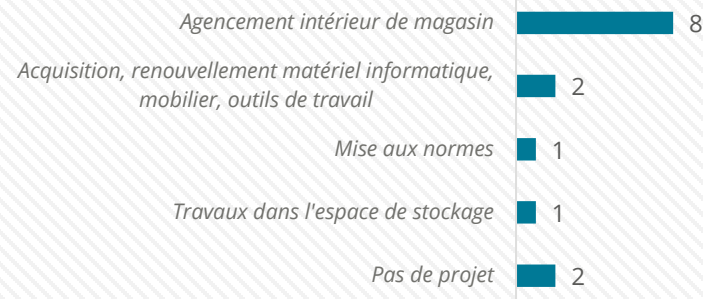 Agencement intérieur de magasin 8
Acquisition, renouvellement matériel informatique,
mobilier, outils de travail 2
Mise aux normes 1
Travaux dans l'espace de stockage 1
Pas de projet 2